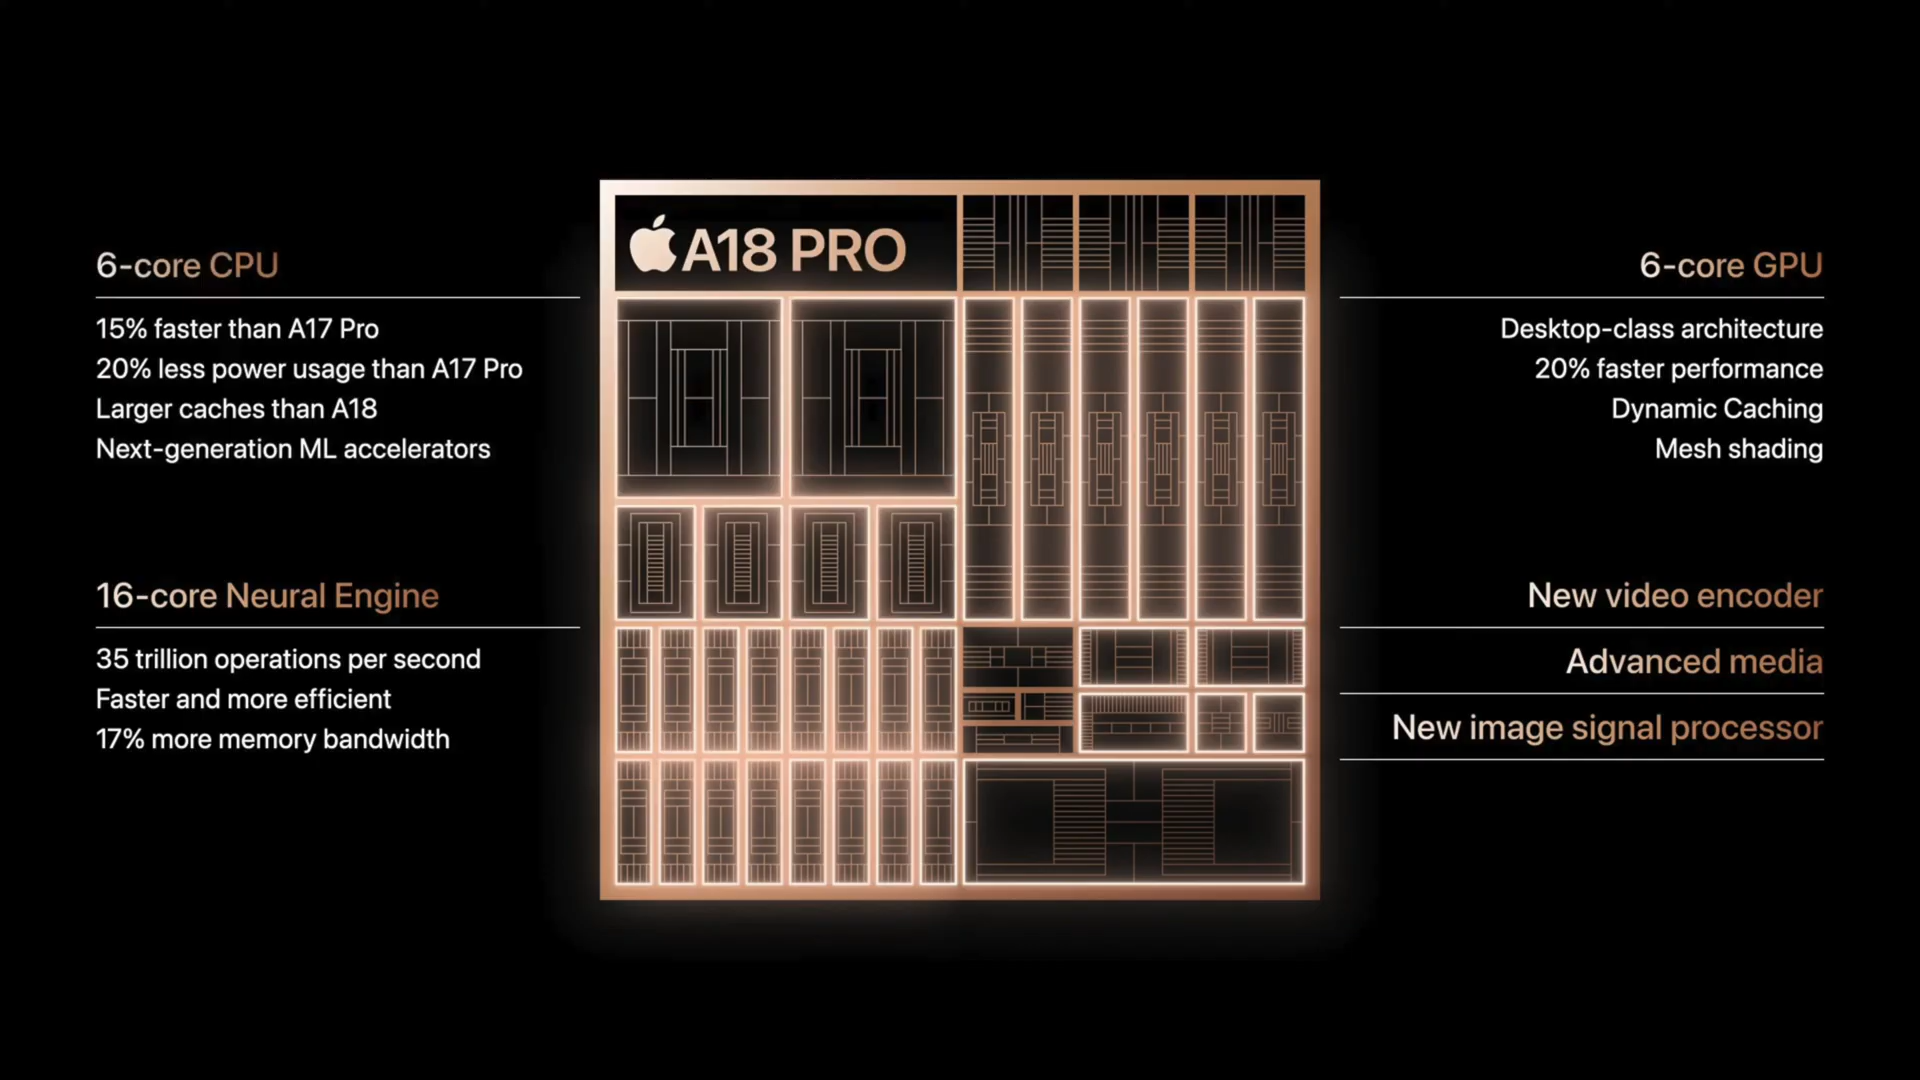 A18 PRO
6-core CPU
15% faster than A17 Pro
20% less power usage than A17 Pro
Larger caches than A18
Next-generation ML accelerators
16-core Neural Engine
35 trillion operations per second
Faster and more efficient
17% more memory bandwidth
6-core GPU
Desktop-class architecture
20% faster performance
Dynamic Caching
Mesh shading
New video encoder
Advanced media
New image signal processor